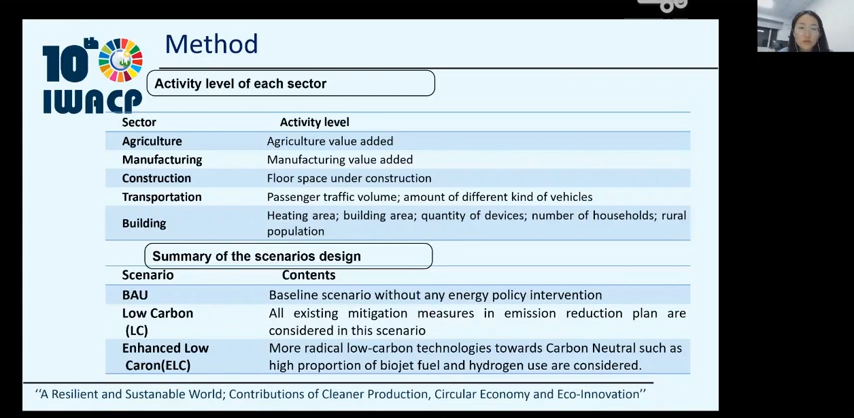 10th
IWACP
Method
Activity level of each sector
Sector Activity level
Agriculture Agriculture value added
Manufacturing Manufacturing value added
Construction Floor space under construction
Transportation Passenger traffic volume; amount of different kind of vehicles
Building Heating area; building area; quantity of devices; number of households; rural
population
Summary of the scenarios design
Scenario Contents
BAU Baseline scenario without any energy policy intervention
Low Carbon All existing mitigation measures in emission reduction plan are
(LC) considered in this scenario
Enhanced Low More radical low-carbon technologies towards Carbon Neutral such as
Caron(ELC) high proportion of biojet fuel and hydrogen use are considered.
“A Resilient and Sustanable World; Contributions of Cleaner Production, Circular Economy and Eco-Innovation”